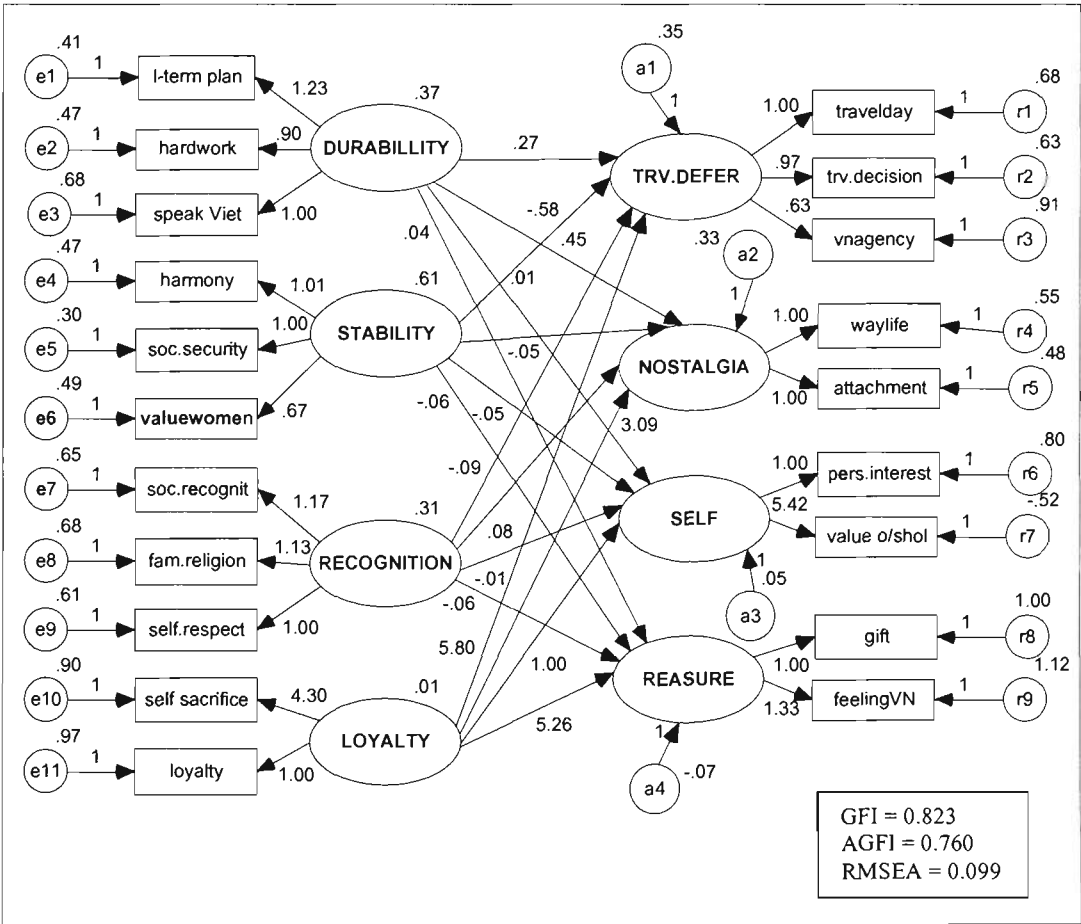 .41
e1
1
l-term plan
1.23
.47
e2
1
hardwork
.90
.68
e3
1
speak Viet
1.00
.37
DURABILLITY
.47
e4
1
harmony
1.01
.30
e5
1
soc.security
1.00
.49
e6
1
valuewomen
.67
.61
STABILITY
.65
e7
1
soc.recognit
1.17
.68
e8
1
fam.religion
1.13
.61
e9
1
self.respect
1.00
.31
RECOGNITION
.90
e10
1
self sacrifice
4.30
.97
e11
1
loyalty
1.00
.01
LOYALTY
.27
-.58
.04
.45
.01
-.05
-.06
-.05
3.09
-.09
.08
-.01
-.06
5.80
1.00
5.26
.35
a1
1
TRV.DEFER
1.00
travelday
1
.68
r1
.97
trv.decision
1
.63
r2
.63
vnagency
1
.91
r3
.33
a2
1
NOSTALGIA
1.00
waylife
1
.55
r4
1.00
attachment
1
.48
r5
SELF
1.00
pers.interest
1
.80
r6
5.42
value o/shol
1
-.52
r7
1
.05
a3
REASURE
1.00
gift
1
1.00
r8
1.33
feelingVN
1
1.12
r9
1
-.07
a4
GFI = 0.823
AGFI = 0.760
RMSEA = 0.099